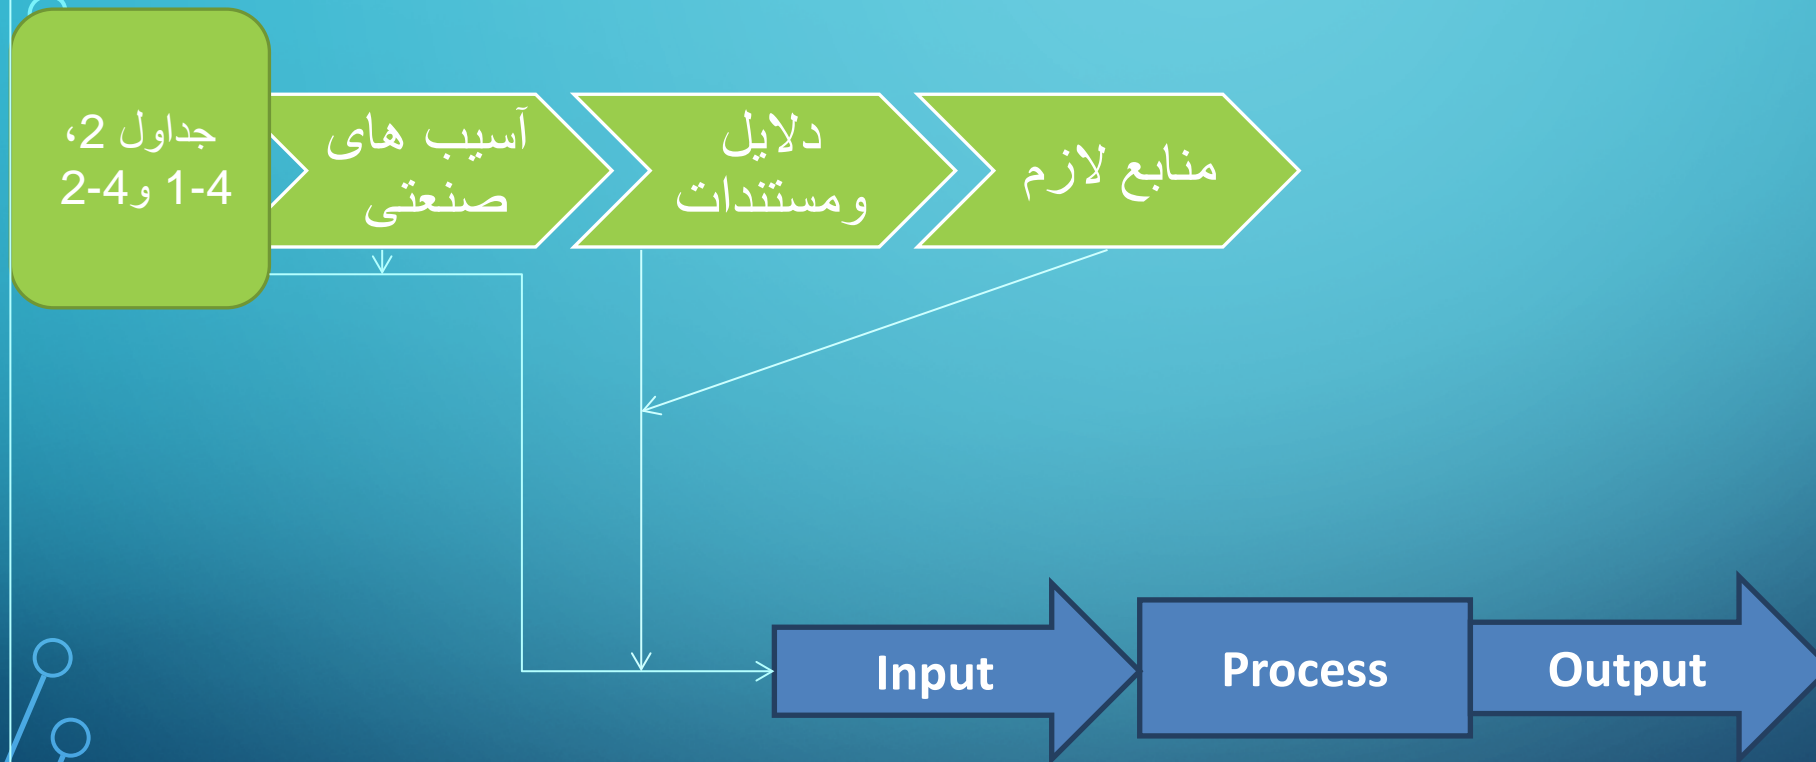 جداول 2،
1-4 و2-4
آسیب های
صنعتی
دلایل
ومستندات
منابع لازم
Input
Process
Output